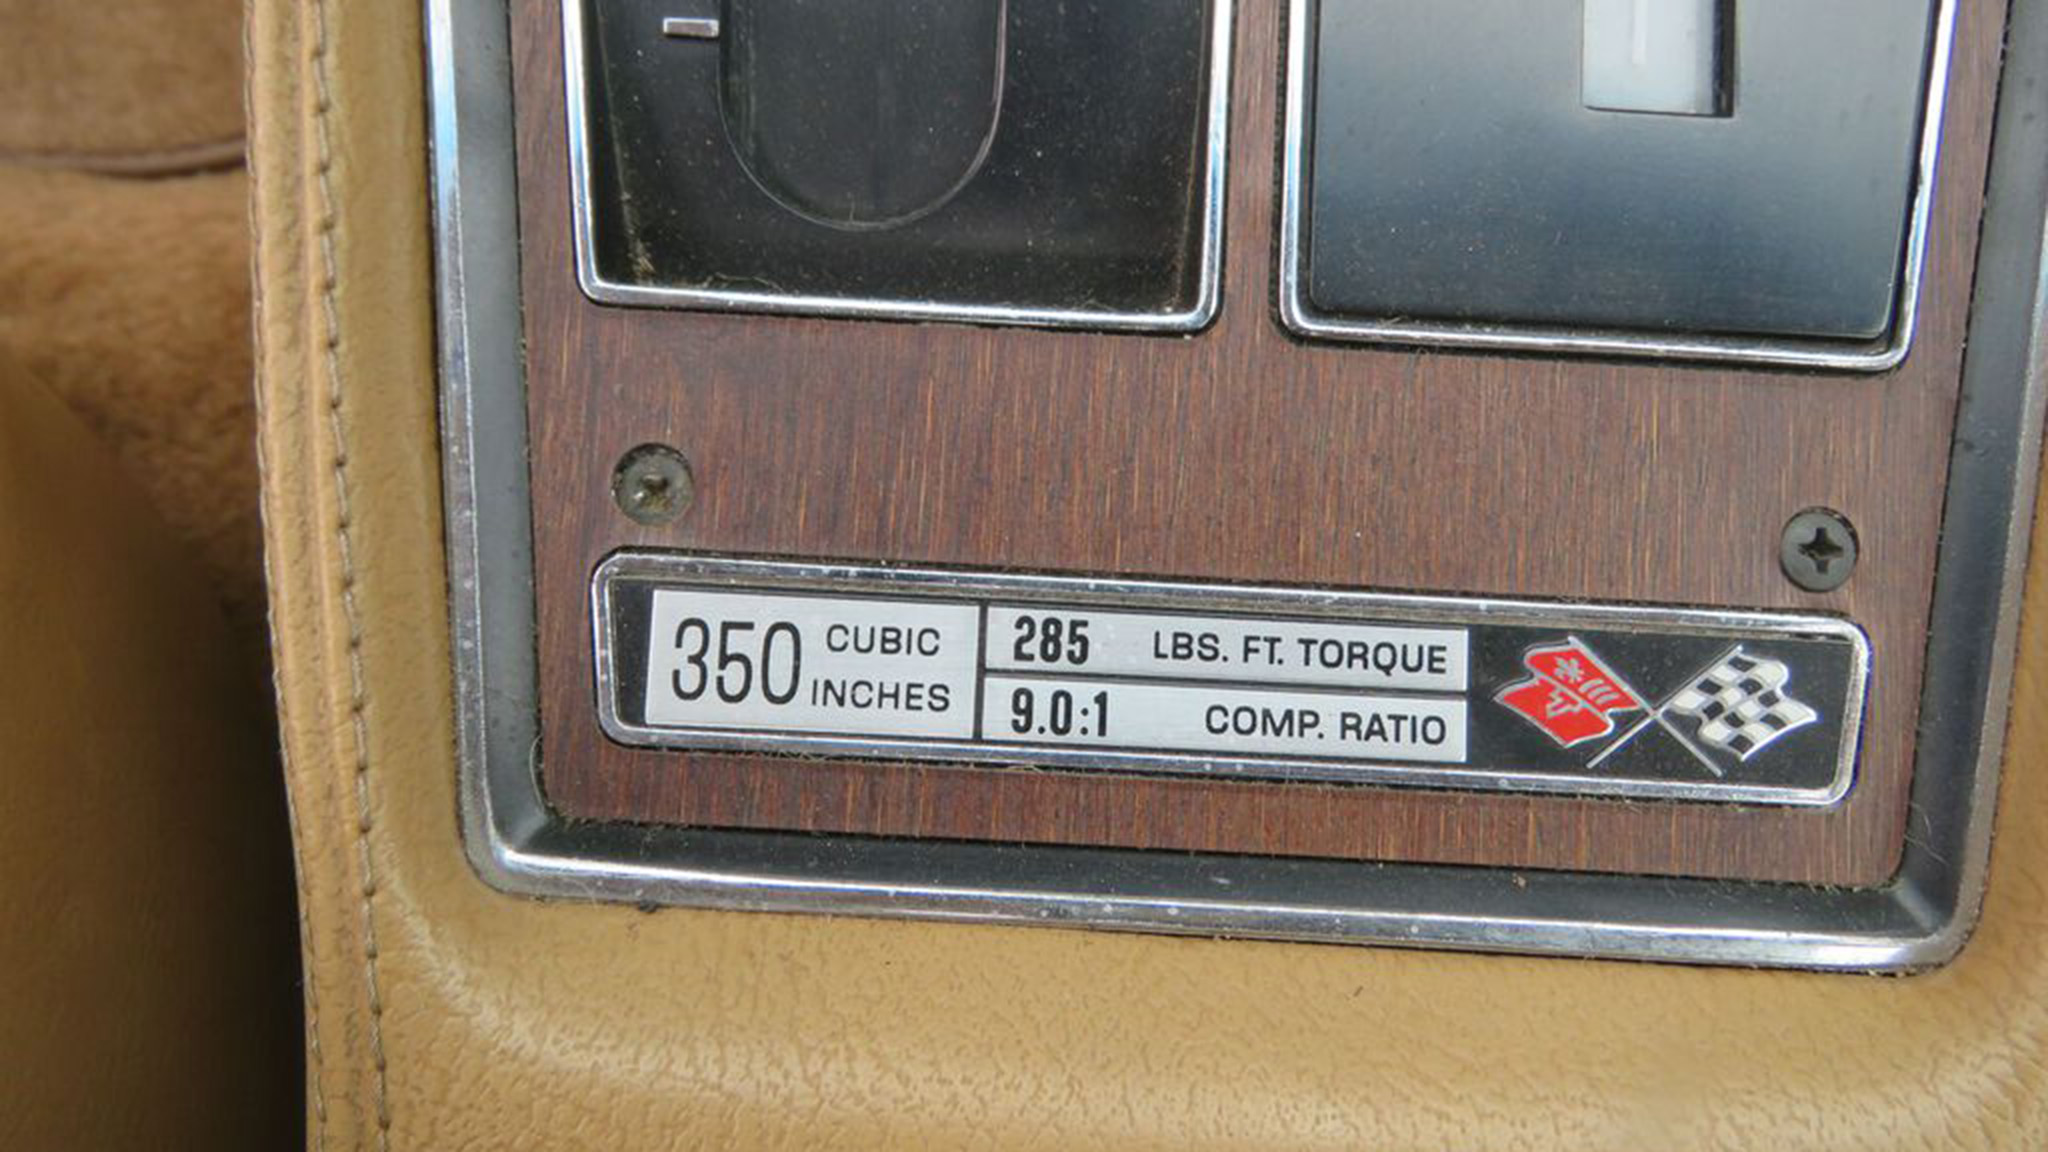 350 CUBIC INCHES
285 LBS. FT. TORQUE
9.0:1 COMP. RATIO